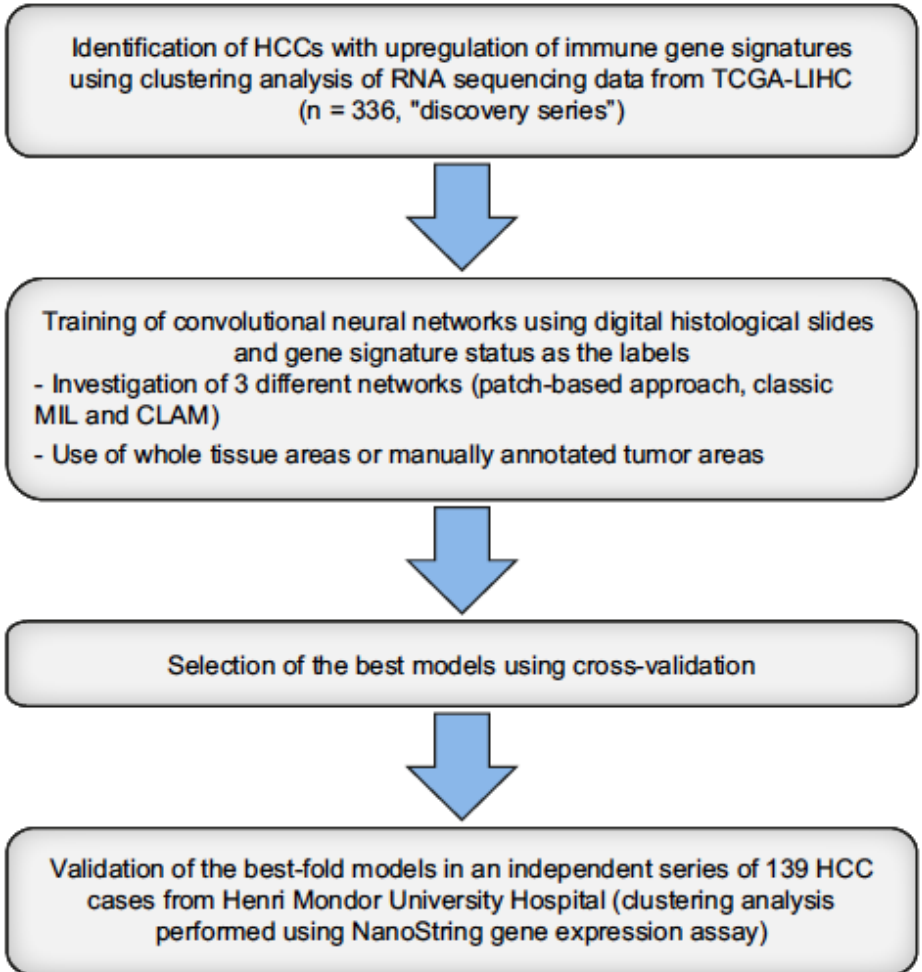 Identification of HCCs with upregulation of immune gene signatures
using clustering analysis of RNA sequencing data from TCGA-LIHC
(n = 336, "discovery series”)
Training of convolutional neural networks using digital histological slides
and gene signature status as the labels
- Investigation of 3 different networks (patch-based approach, classic
MIL and CLAM)
- Use of whole tissue areas or manually annotated tumor areas
Selection of the best models using cross-validation
Validation of the best-fold models in an independent series of 139 HCC
cases from Henri Mondor University Hospital (clustering analysis
performed using NanoString gene expression assay)